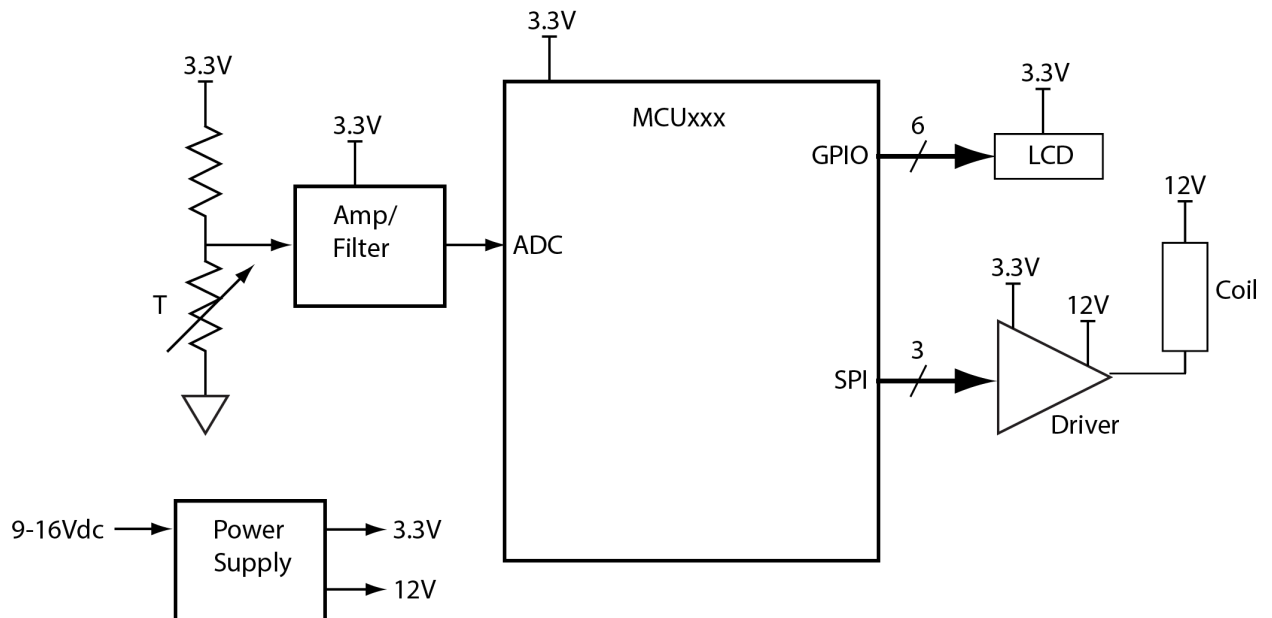 3.3V
3.3V
3.3V
3.3V
MCUxxx
GPIO
6
LCD
Amp/
Filter
ADC
12V
T
3.3V
12V
Coil
SPI
3
Driver
9-16Vdc
Power
Supply
3.3V
12V